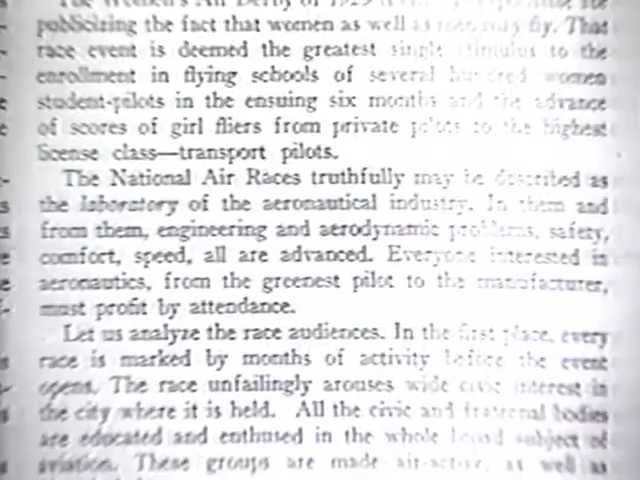 The Women's Air Derby of 1929
publicizing the fact that women as well as men may fly. That
race event is deemed the greatest single stimulus to the
enrollment in flying schools of several hundred women
student-pilots in the ensuing six months and the advance
of scores of girl fliers from private pilots to the highest
license class—transport pilots.
The National Air Races truthfully may be described as
the laboratory of the aeronautical industry. In them and
from them, engineering and aerodynamic problems, safety,
comfort, speed, all are advanced. Everyone interested in
aeronautics, from the greenest pilot to the manufacturer,
must profit by attendance.
Let us analyze the race audiences. In the first place, every
race is marked by months of activity before the event
opens. The race unfailingly arouses wide civic interest in
the city where it is held. All the civic and fraternal bodies
are educated and enthused in the whole broad subject of
aviation. These groups are made air-active, as well as